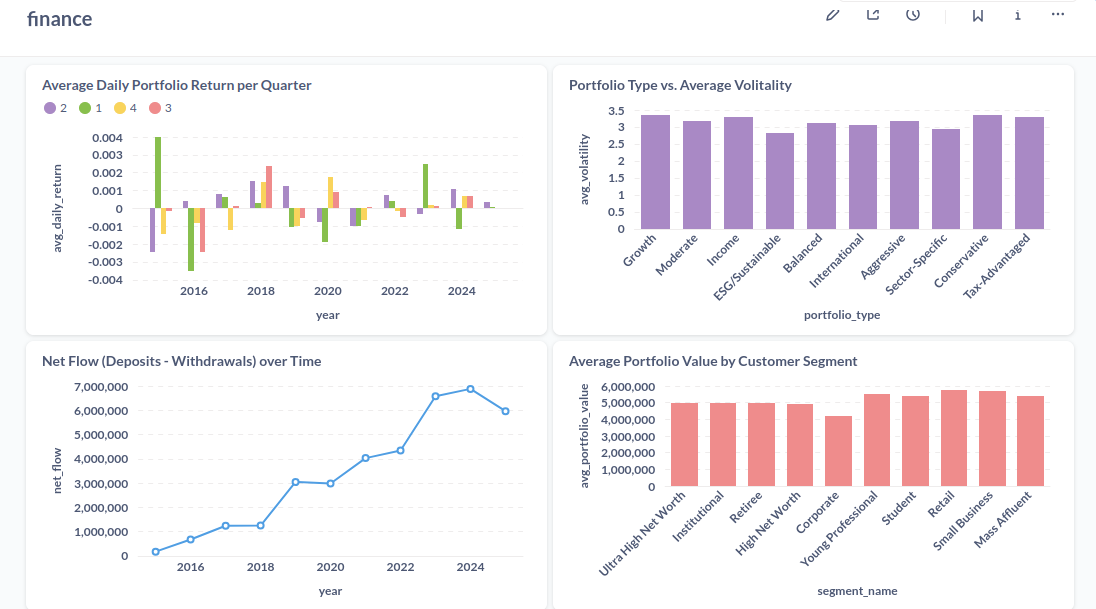 finance
Average Daily Portfolio Return per Quarter
2 1 4 3
0.004
0.003
0.002
0.001
0
-0.001
-0.002
-0.003
-0.004
avg_daily_return
2016 2018 2020 2022 2024
year
Portfolio Type vs. Average Volitality
3.5
3
2.5
2
1.5
1
0.5
0
avg_volatility
Growth
Moderate
Income
ESG/Sustainable
Balanced
International
Aggressive
Sector-Specific
Conservative
Tax-Advantaged
portfolio_type
Net Flow (Deposits - Withdrawals) over Time
7,000,000
6,000,000
5,000,000
4,000,000
3,000,000
2,000,000
1,000,000
0
net_flow
2016 2018 2020 2022 2024
year
Average Portfolio Value by Customer Segment
6,000,000
5,000,000
4,000,000
3,000,000
2,000,000
1,000,000
0
avg_portfolio_value
Ultra High Net Worth
Institutional
Retiree
High Net Worth
Corporate
Young Professional
Student
Retail
Small Business
Mass Affluent
segment_name